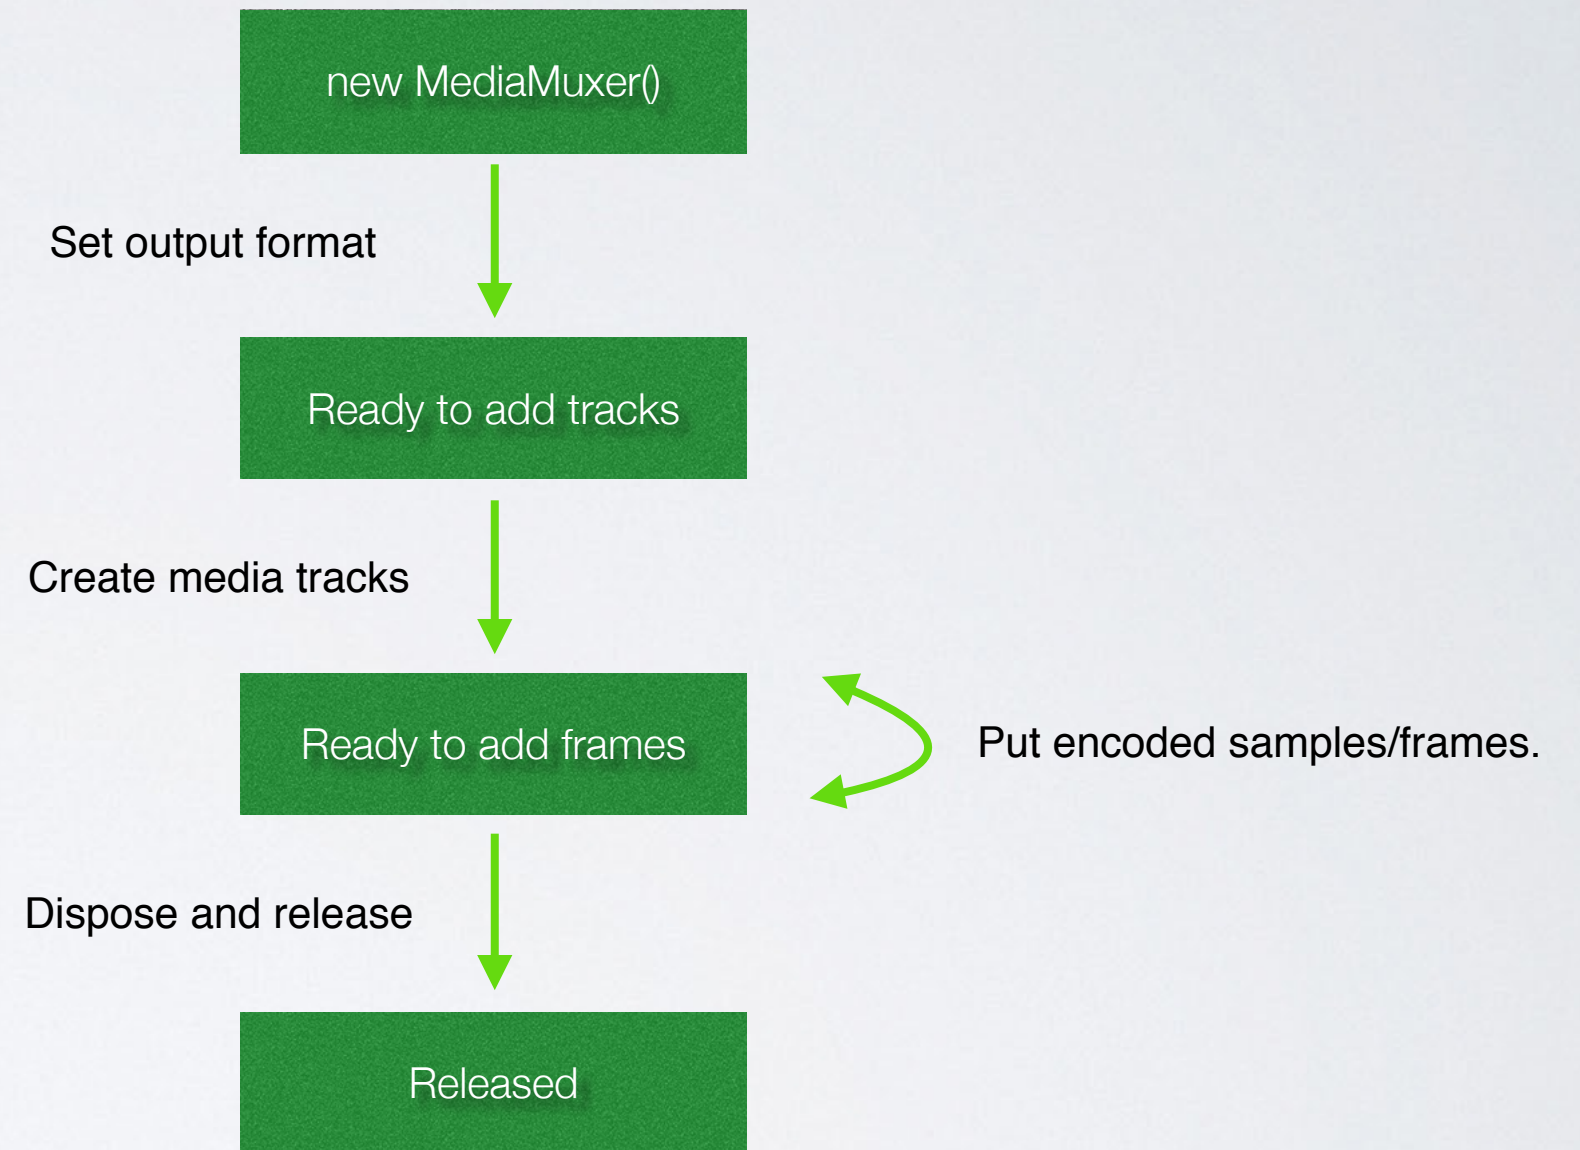 new MediaMuxer()
Set output format
Ready to add tracks
Create media tracks
Ready to add frames
Put encoded samples/frames.
Dispose and release
Released